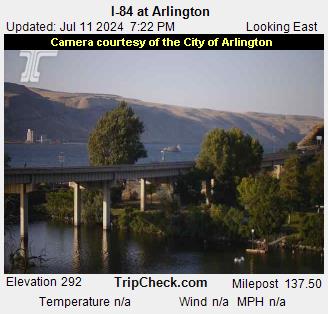 I-84 at Arlington
Updated: Jul 11 2024 7:22 PM Looking East
Camera courtesy of the City of Arlington
Elevation 292 TripCheck.com Milepost 137.50
Temperature n/a Wind n/a MPH n/a